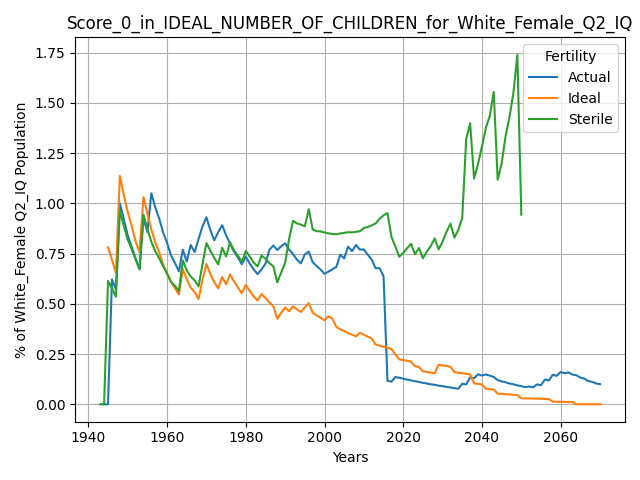 Score_0_in_IDEAL_NUMBER_OF_CHILDREN_for_White_Female_Q2_IQ
Fertility
Actual
Ideal
Sterile
% of White_Female Q2_IQ Population
1.75
1.50
1.25
1.00
0.75
0.50
0.25
0.00
1940 1960 1980 2000 2020 2040 2060
Years